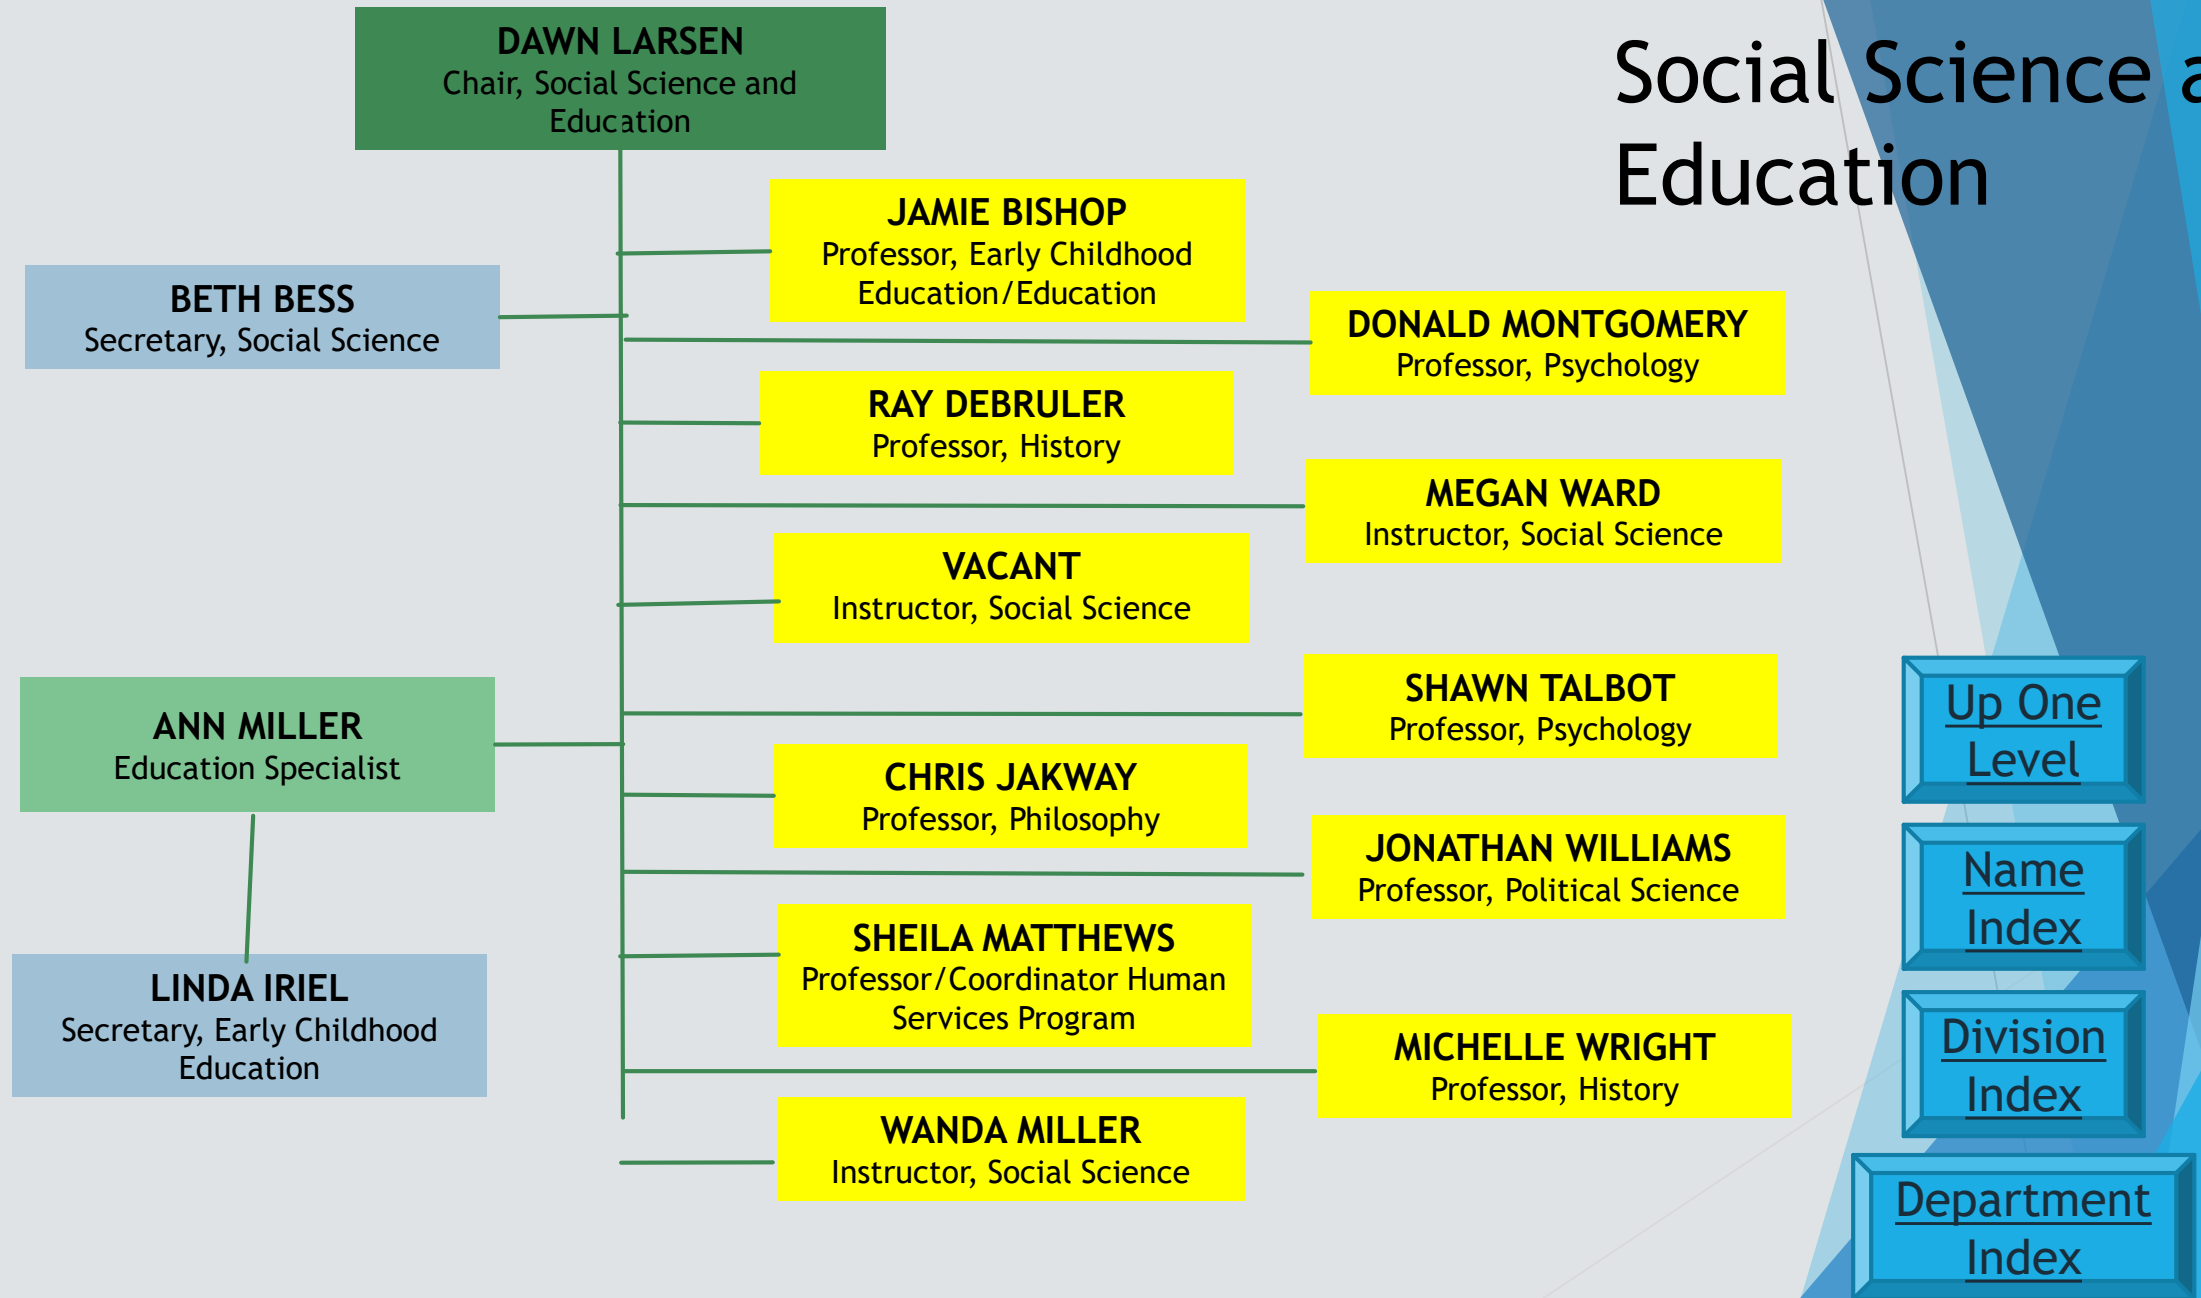 DAWN LARSEN
Chair, Social Science and
Education
Social Science a
Education
JAMIE BISHOP
Professor, Early Childhood
Education/Education
BETH BESS
Secretary, Social Science
DONALD MONTGOMERY
Professor, Psychology
RAY DEBRULER
Professor, History
MEGAN WARD
Instructor, Social Science
VACANT
Instructor, Social Science
SHAWN TALBOT
Professor, Psychology
ANN MILLER
Education Specialist
CHRIS JAKWAY
Professor, Philosophy
JONATHAN WILLIAMS
Professor, Political Science
SHEILA MATTHEWS
Professor/Coordinator Human
Services Program
LINDA IRIEL
Secretary, Early Childhood
Education
MICHELLE WRIGHT
Professor, History
WANDA MILLER
Instructor, Social Science
Up One
Level
Name
Index
Division
Index
Department
Index